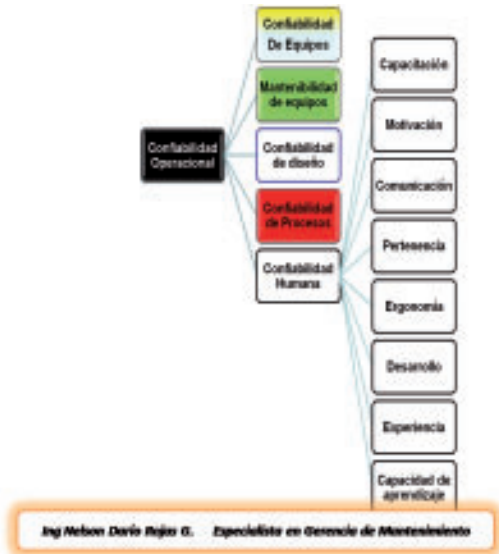 Confiabilidad
De Equipos
Mantenibilidad
de equipos
Confiabilidad
Operacional
Confiabilidad
de diseño
Confiabilidad
de Procesos
Confiabilidad
Humana
Capacitación
Motivación
Comunicación
Pertenencia
Ergonomía
Desarrollo
Experiencia
Capacidad de
aprendizaje
Ing Nelson Darío Rojas G. Especialista en Gerencia de Mantenimiento